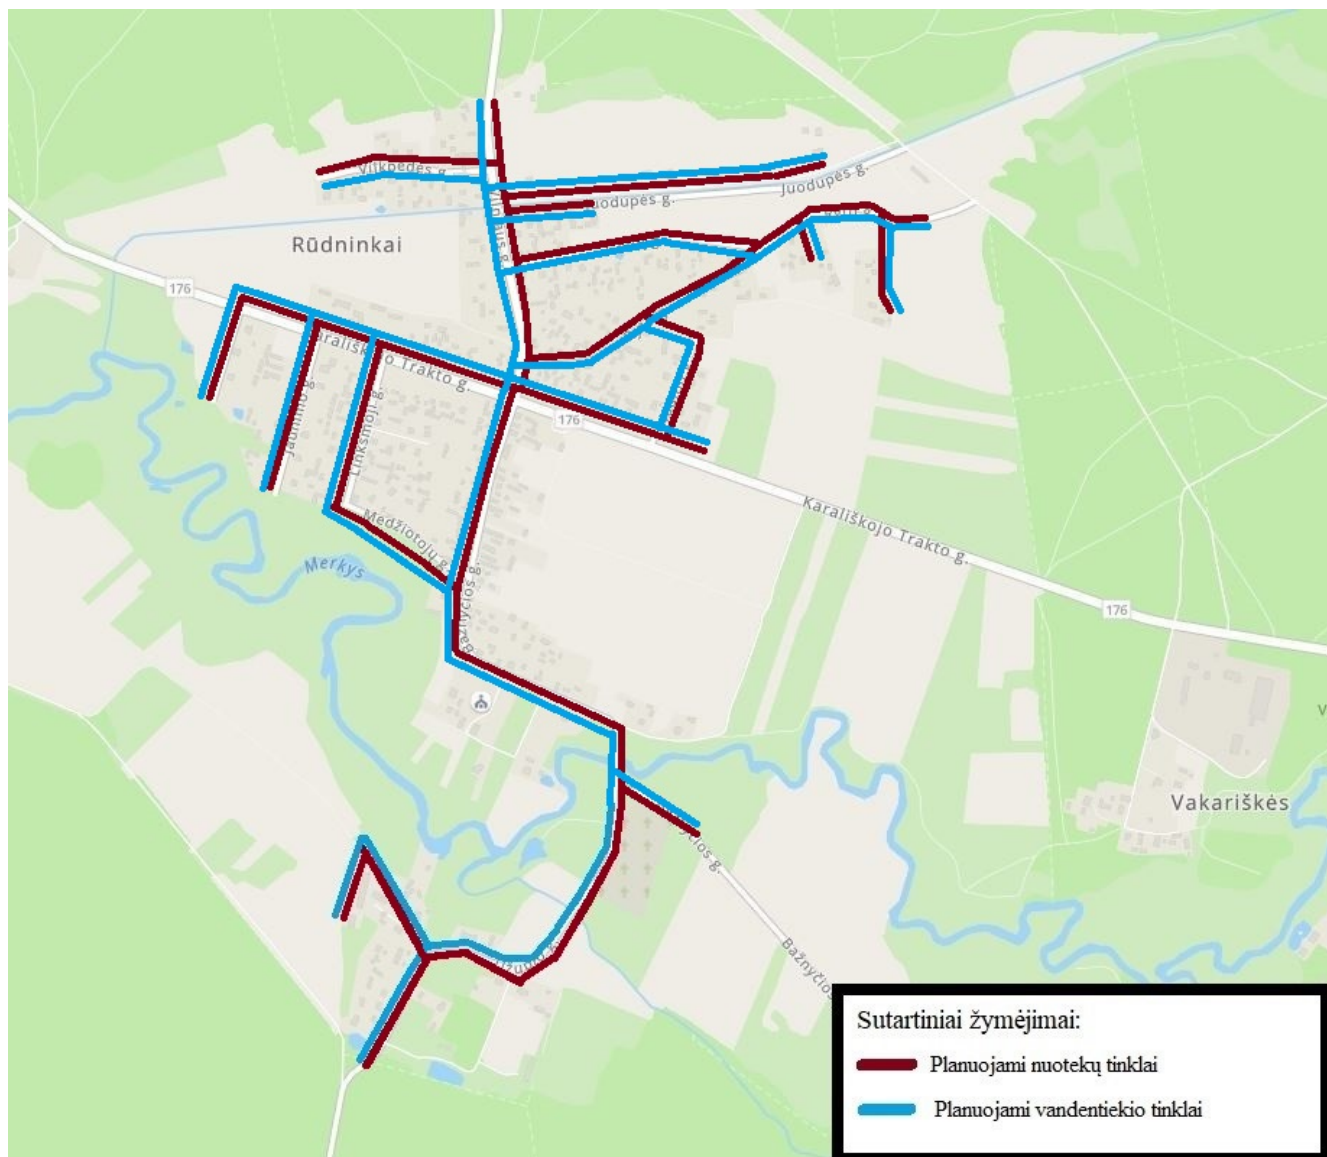 Vilkpėdės g.
Juodupės g.
Juodupės g.
Rūdninkai
176
Karališkojo Trakto g.
176
Jaunimo g.
Linksmoji g.
Medžiotojų g.
Merkys
Bažnyčios g.
Karališkojo Trakto g.
176
Vakariškės
Bažnyčios
Sutartiniai žymėjimai:
Planuojami nuotekų tinklai
Planuojami vandentiekio tinklai